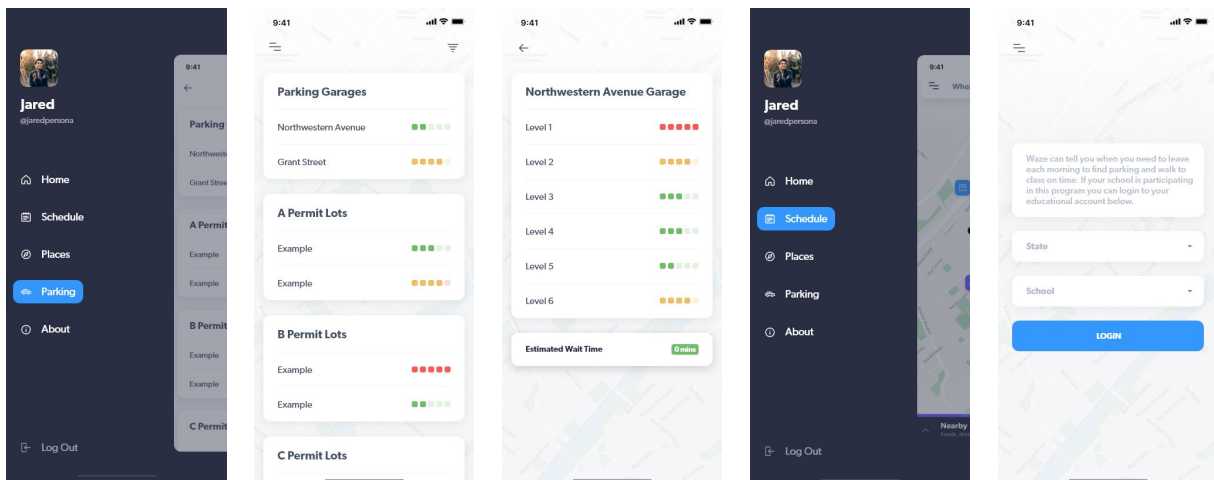 Jared
@jaredpersona
Home
Schedule
Places
Parking
About
Log Out
9:41
Parking
Northweste
Grant Stree
A Permit
Example
Example
B Permit
Example
Example
C Permit
9:41
Parking Garages
Northwestern Avenue
Grant Street
A Permit Lots
Example
Example
B Permit Lots
Example
Example
C Permit Lots
9:41
Northwestern Avenue Garage
Level 1
Level 2
Level 3
Level 4
Level 5
Level 6
Estimated Wait Time
0 mins
Jared
@jaredpersona
Home
Schedule
Places
Parking
About
Log Out
9:41
Whe
Nearby
9:41
Waze can tell you when you need to leave
each morning to find parking and walk to
class on time. If your school is participating
in this program you can login to your
educational account below.
State
School
LOGIN